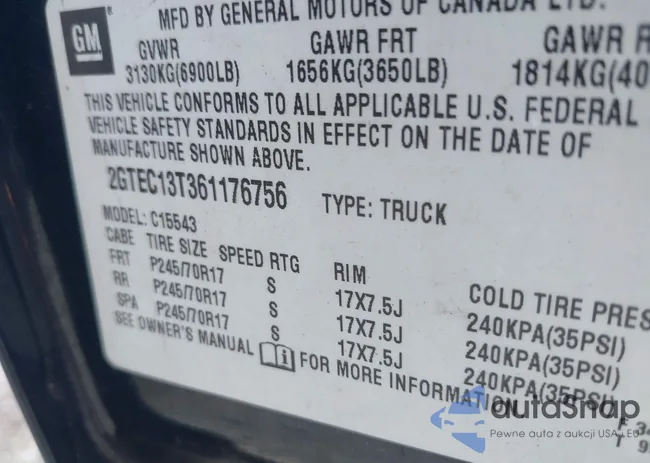 MFD BY GENERAL MOTORS OF CANADA LTD.
GM
GVWR GAWR FRT GAWR R
3130KG(6900LB) 1656KG(3650LB) 1814KG(40
THIS VEHICLE CONFORMS TO ALL APPLICABLE U.S. FEDERAL
VEHICLE SAFETY STANDARDS IN EFFECT ON THE DATE OF
MANUFACTURE SHOWN ABOVE.
2GTEC13T361176756 TYPE: TRUCK
MODEL: C15543
CABE TIRE SIZE SPEED RTG RIM COLD TIRE PRES
FRT P245/70R17 S 17X7.5J 240KPA(35PSI)
RR P245/70R17 S 17X7.5J 240KPA(35PSI)
SPA P245/70R17 S 17X7.5J 240KPA(35PSI)
SEE OWNER'S MANUAL i FOR MORE INFORMATION
autoSnap
Pewne auta z aukcji USA i EU